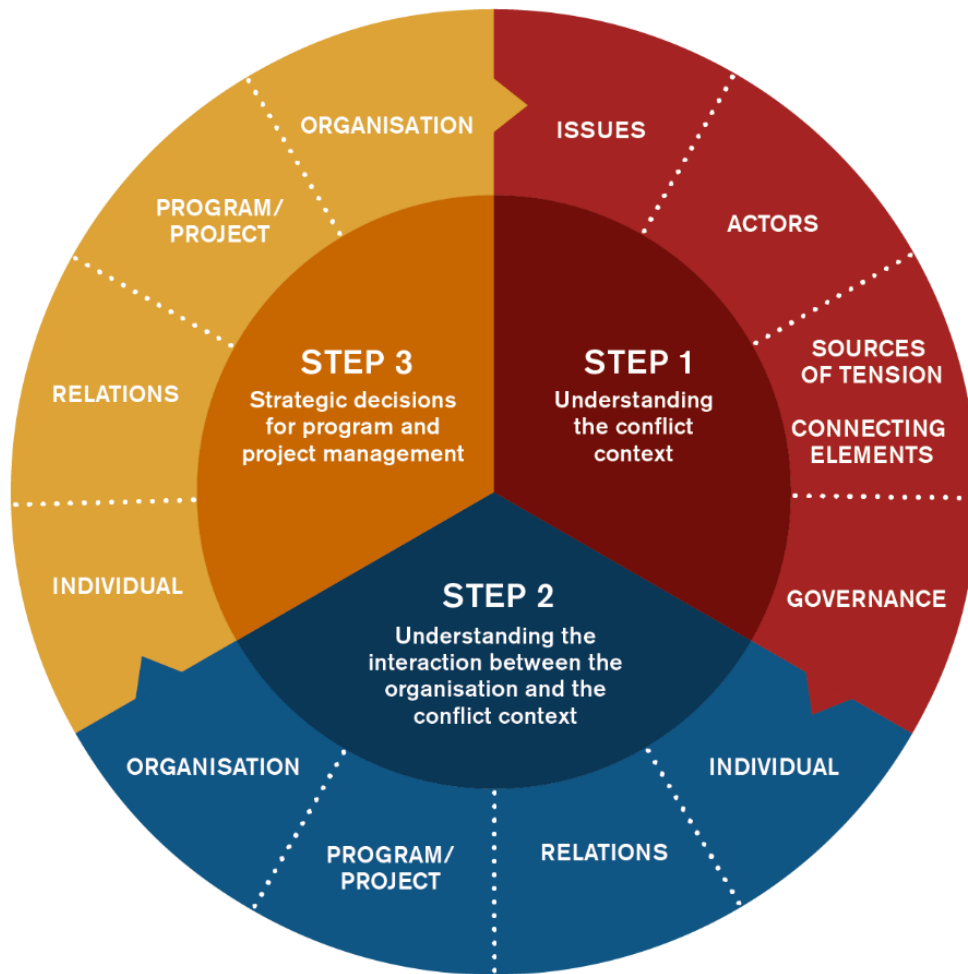 STEP 1
Understanding
the conflict
context
ISSUES
ACTORS
SOURCES
OF TENSION
CONNECTING
ELEMENTS
GOVERNANCE
STEP 2
Understanding the
interaction between the
organisation and the
conflict context
INDIVIDUAL
RELATIONS
PROGRAM/
PROJECT
ORGANISATION
STEP 3
Strategic decisions
for program and
project management
INDIVIDUAL
RELATIONS
PROGRAM/
PROJECT
ORGANISATION